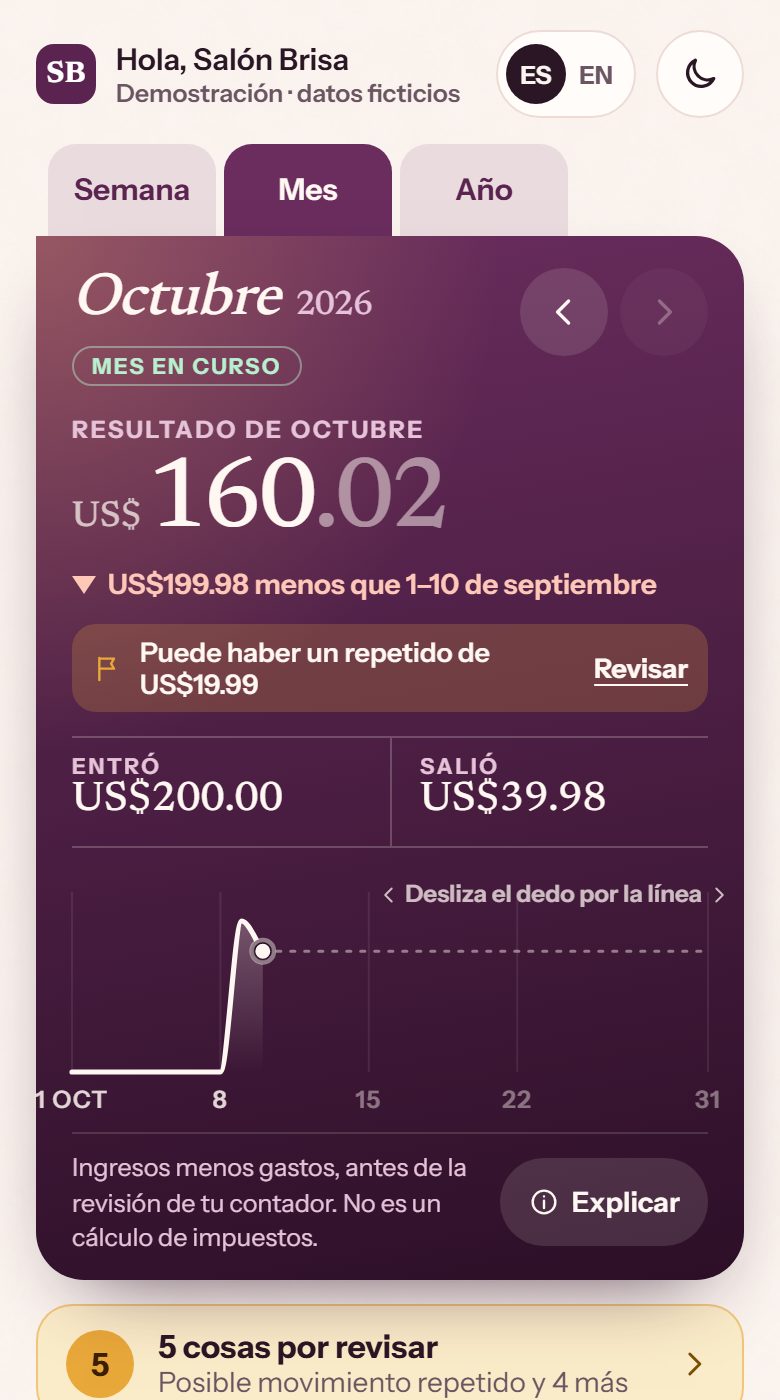 SB
Hola, Salón Brisa
Demostración · datos ficticios
ES EN
Semana Mes Año
Octubre 2026
MES EN CURSO
RESULTADO DE OCTUBRE
US$ 160.02
US$199.98 menos que 1–10 de septiembre
Puede haber un repetido de
US$19.99
Revisar
ENTRÓ
US$200.00
SALIÓ
US$39.98
Desliza el dedo por la línea
1 OCT 8 15 22 31
Ingresos menos gastos, antes de la
revisión de tu contador. No es un
cálculo de impuestos.
Explicar
5
5 cosas por revisar
Posible movimiento repetido y 4 más